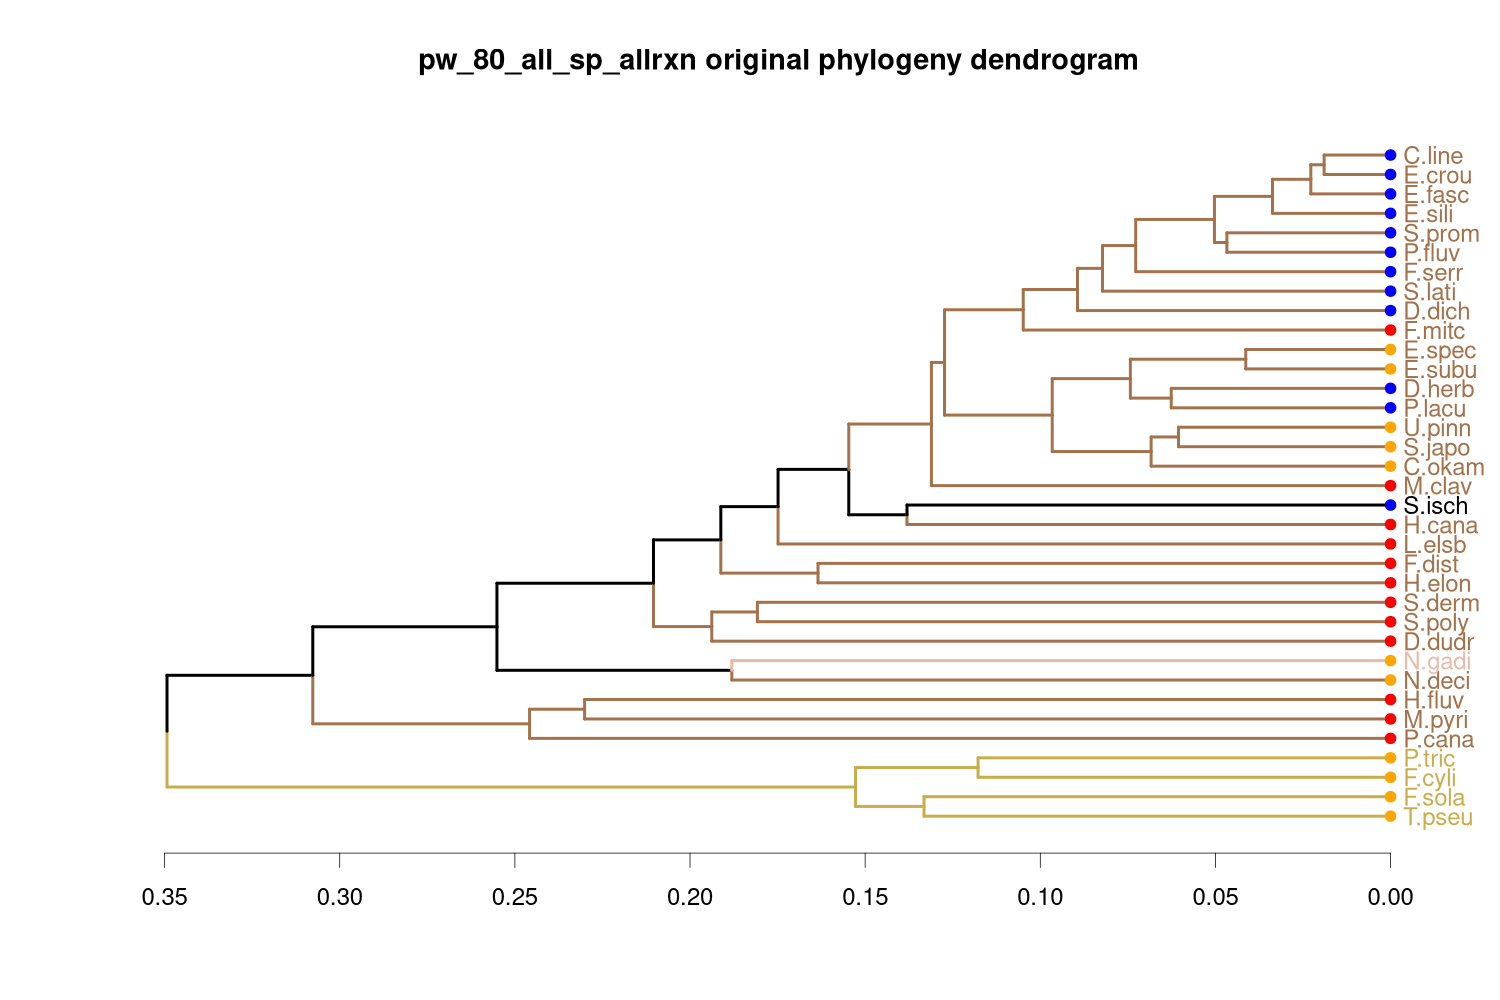 pw_80_all_sp_allrxn original phylogeny dendrogram
C.line
E.crou
E.fasc
E.sili
S.prom
P.fluv
F.serr
S.lati
D.dich
F.mitc
E.spec
E.subu
D.herb
P.lacu
U.pinn
S.japo
C.okam
M.clav
S.isch
H.cana
L.elsb
F.dist
H.elon
S.derm
S.poly
D.dudr
N.gadi
N.deci
H.fluv
M.pyri
P.cana
P.tric
F.cyli
F.sola
T.pseu
0.35 0.30 0.25 0.20 0.15 0.10 0.05 0.00